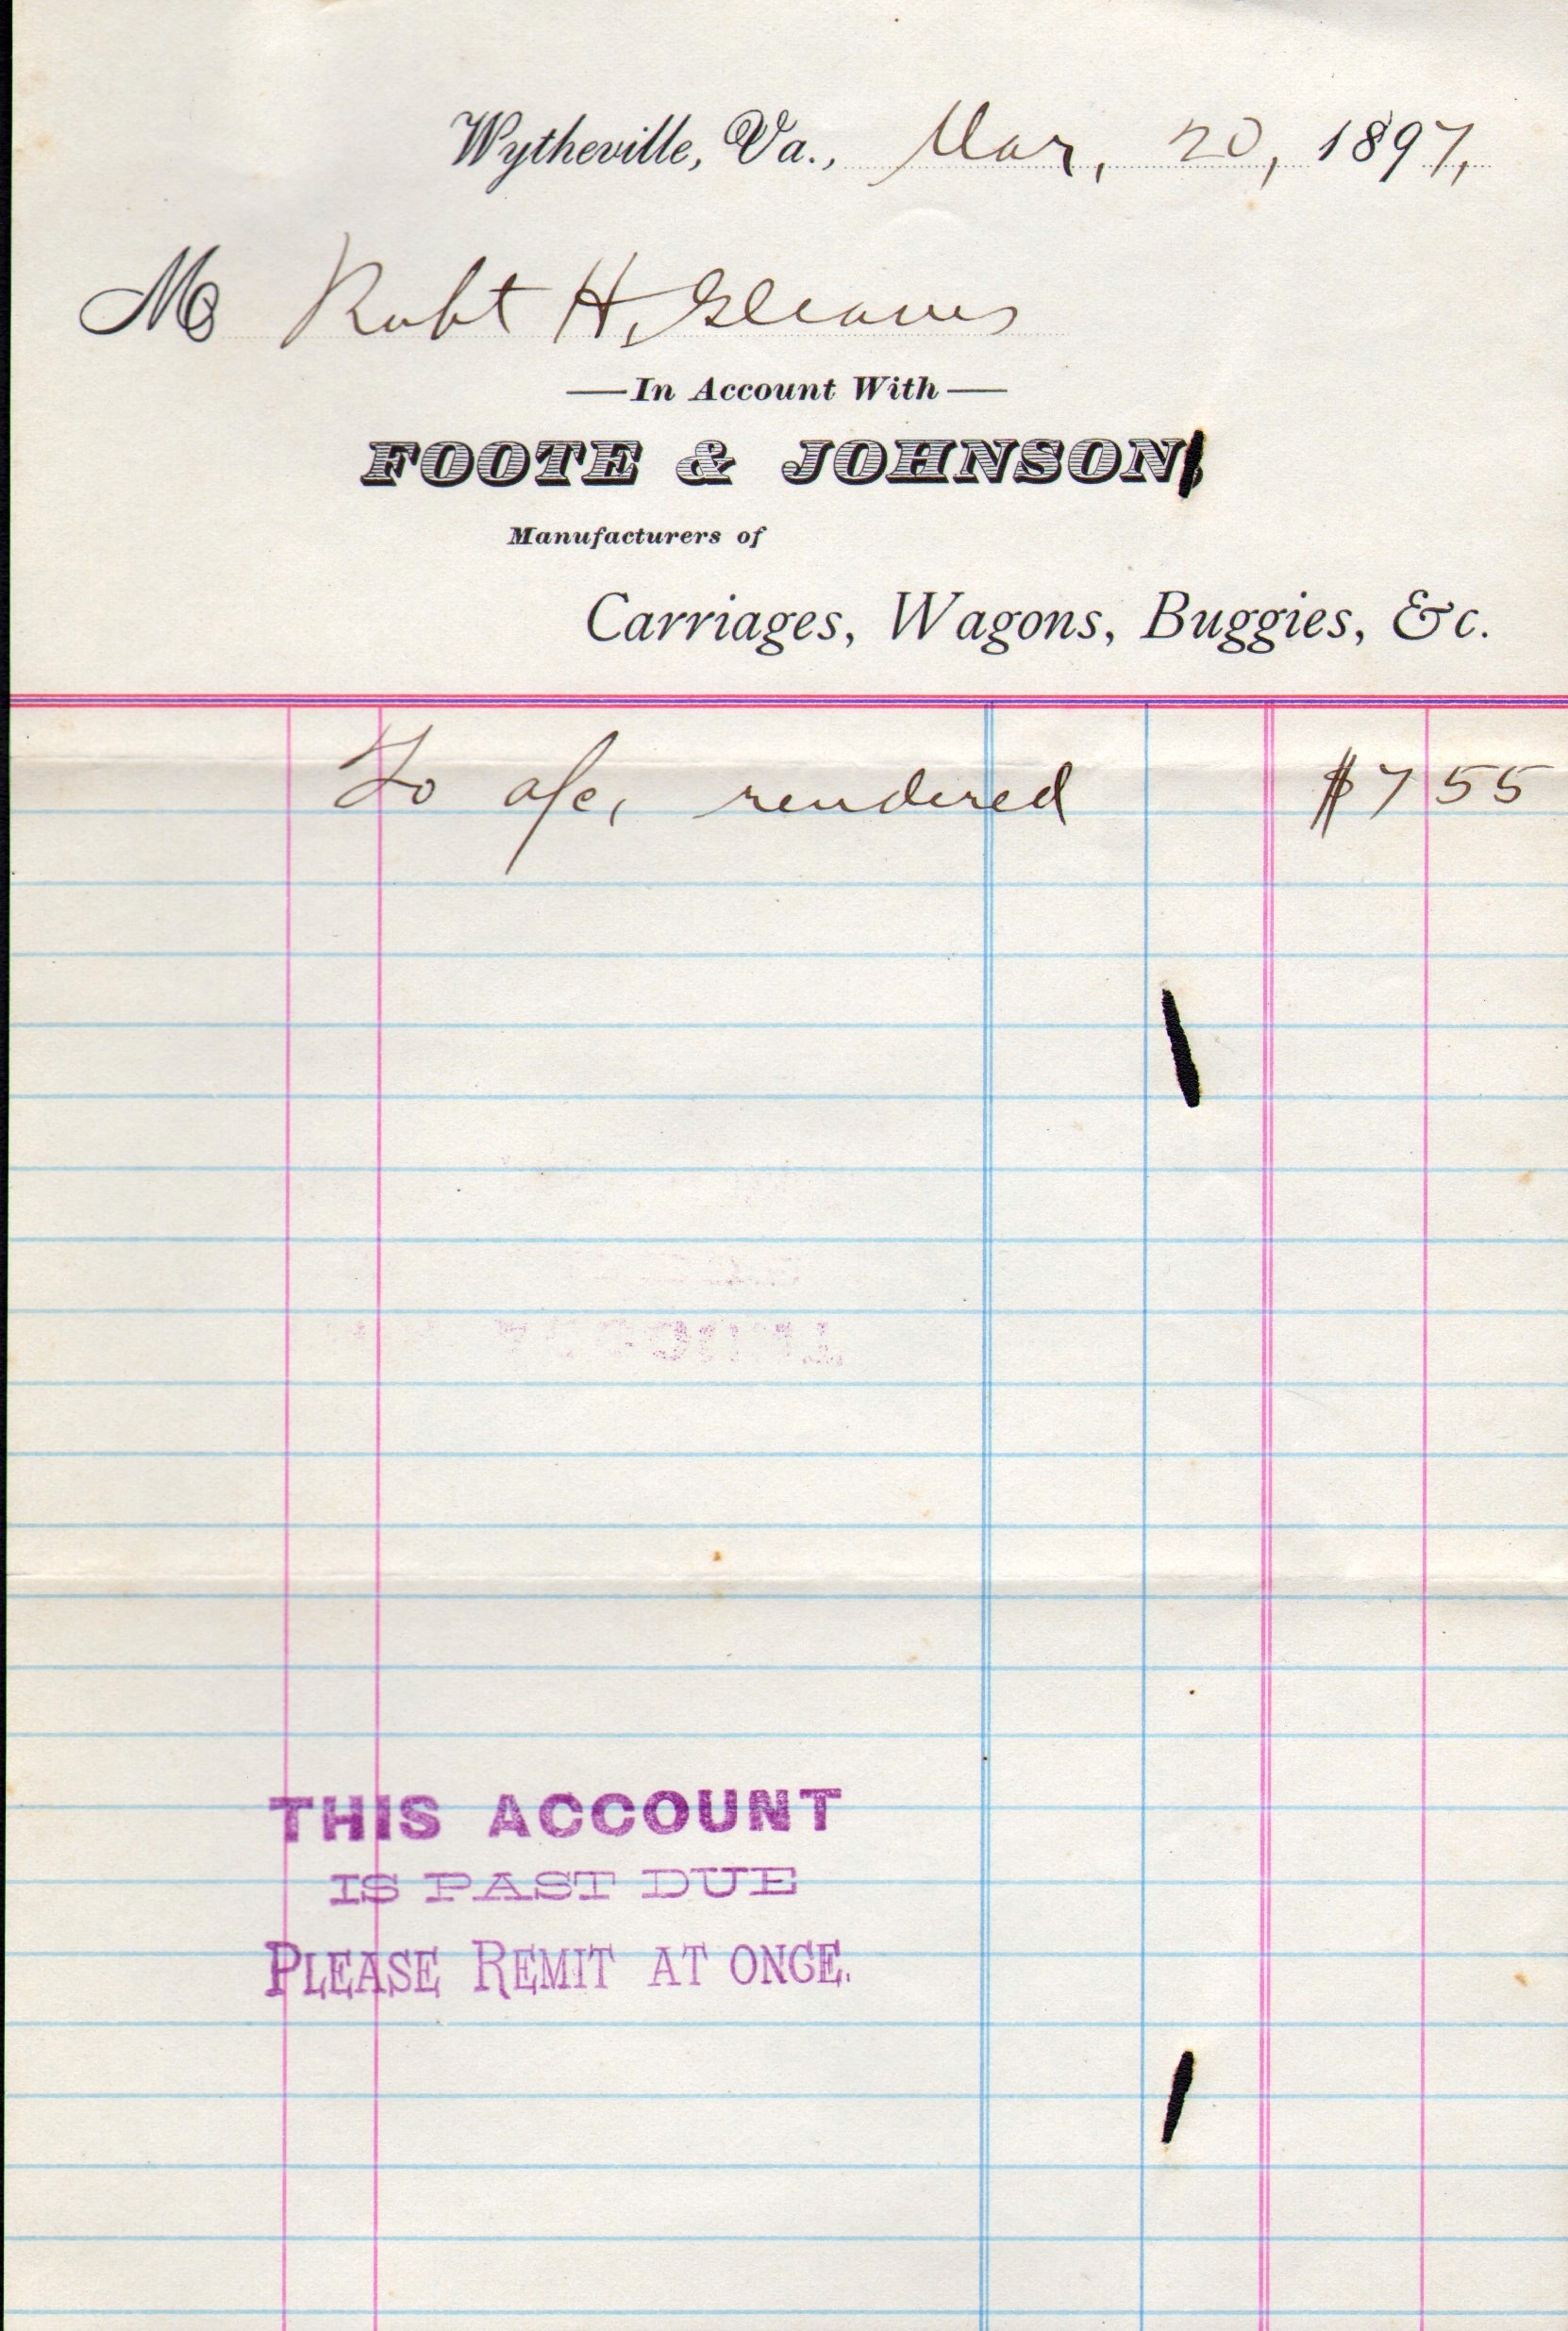 Wytheville, Va., Mar, 20, 1897,
M Robt H, Gleaves
—In Account With—
FOOTE & JOHNSON,
Manufacturers of
Carriages, Wagons, Buggies, &c.
To a/c, rendered $7 55
ACCOUNT
THIS ACCOUNT
IS PAST DUE
PLEASE REMIT AT ONCE.